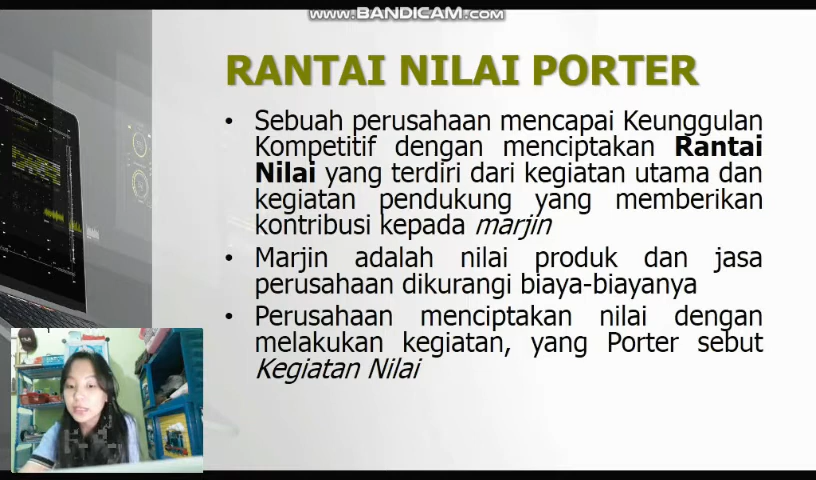 www.BANDICAM.com
RANTAI NILAI PORTER
• Sebuah perusahaan mencapai Keunggulan
Kompetitif dengan menciptakan Rantai
Nilai yang terdiri dari kegiatan utama dan
kegiatan pendukung yang memberikan
kontribusi kepada marjin
• Marjin adalah nilai produk dan jasa
perusahaan dikurangi biaya-biayanya
• Perusahaan menciptakan nilai dengan
melakukan kegiatan, yang Porter sebut
Kegiatan Nilai